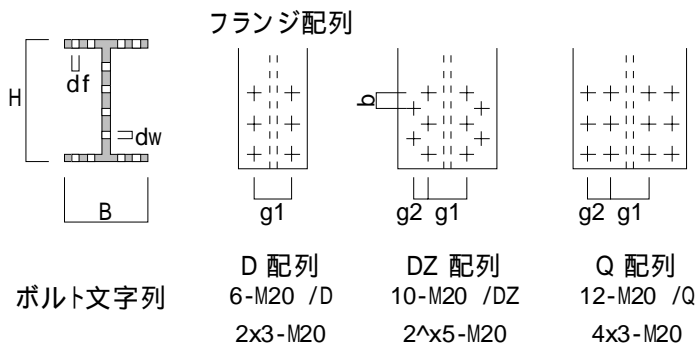 フランジ配列
H
df
dw
B
b
g1
g2 g1
g2 g1
D 配列
DZ 配列
Q 配列
ボルト文字列
6-M20 /D
10-M20 /DZ
12-M20 /Q
2x3-M20
2^x5-M20
4x3-M20